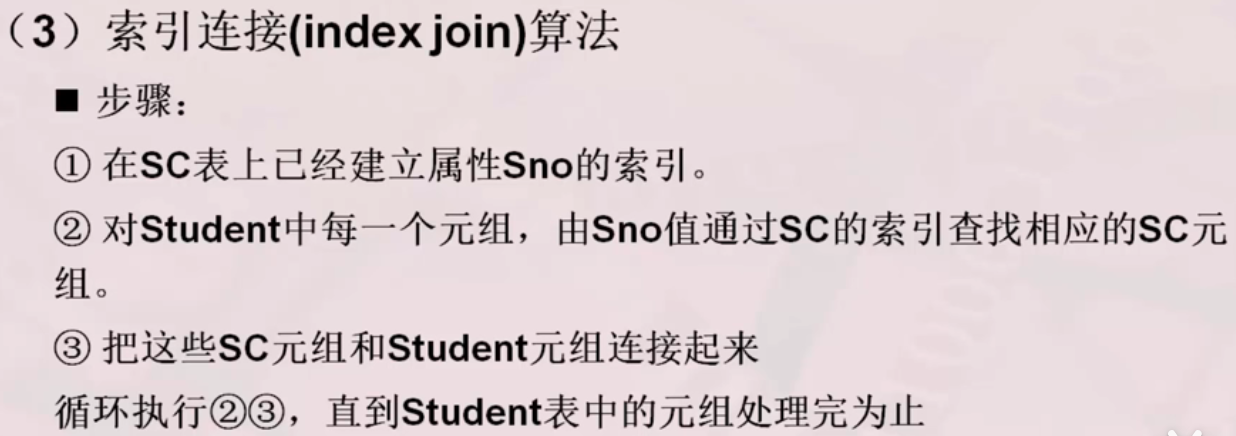 （3）索引连接(index join)算法
■ 步骤：
① 在SC表上已经建立属性Sno的索引。
② 对Student中每一个元组，由Sno值通过SC的索引查找相应的SC元
组。
③ 把这些SC元组和Student元组连接起来
循环执行②③，直到Student表中的元组处理完为止